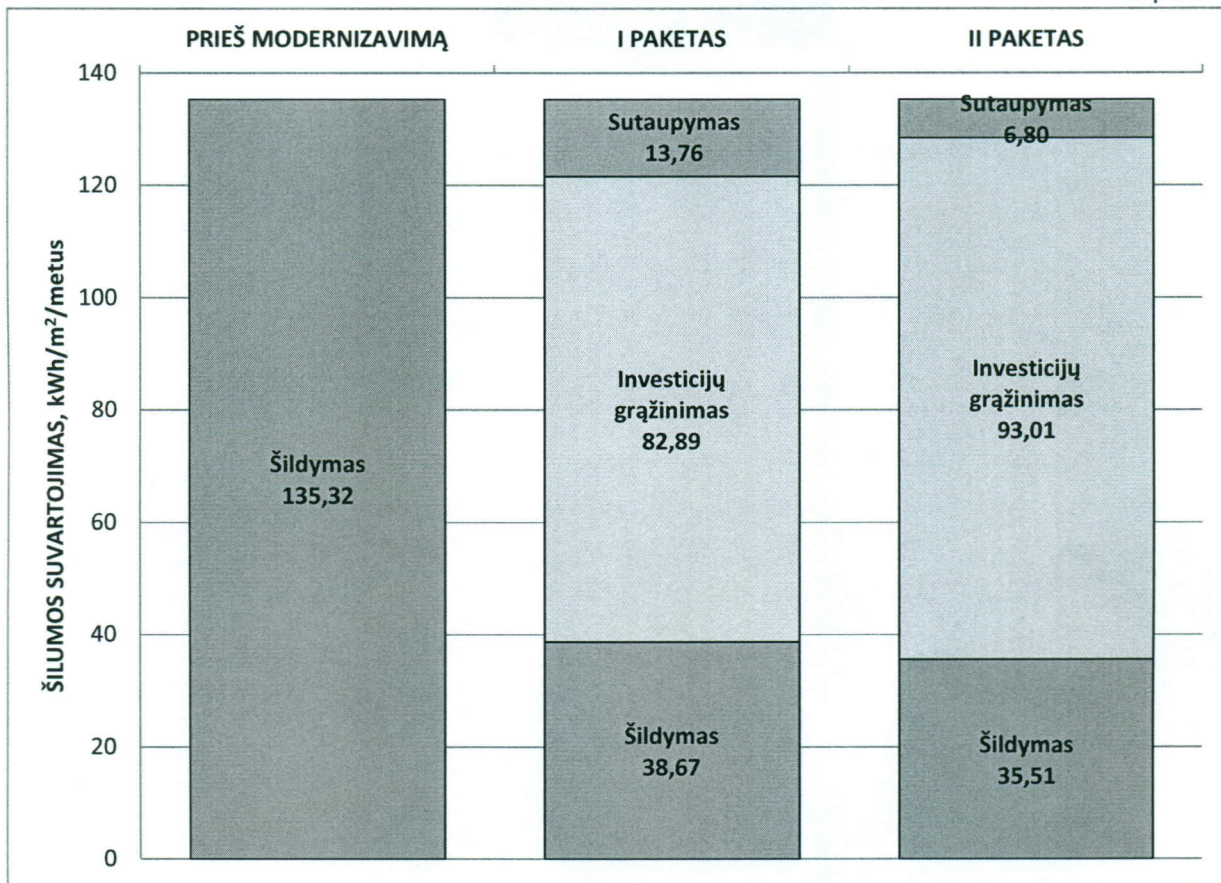 PRIEŠ MODERNIZAVIMĄ
I PAKETAS
II PAKETAS
ŠILUMOS SUVARTOJIMAS, kWh/m²/metus
140
120
100
80
60
40
20
0
Šildymas
135,32
Sutaupymas
13,76
Investicijų
grąžinimas
82,89
Šildymas
38,67
Sutaupymas
6,80
Investicijų
grąžinimas
93,01
Šildymas
35,51